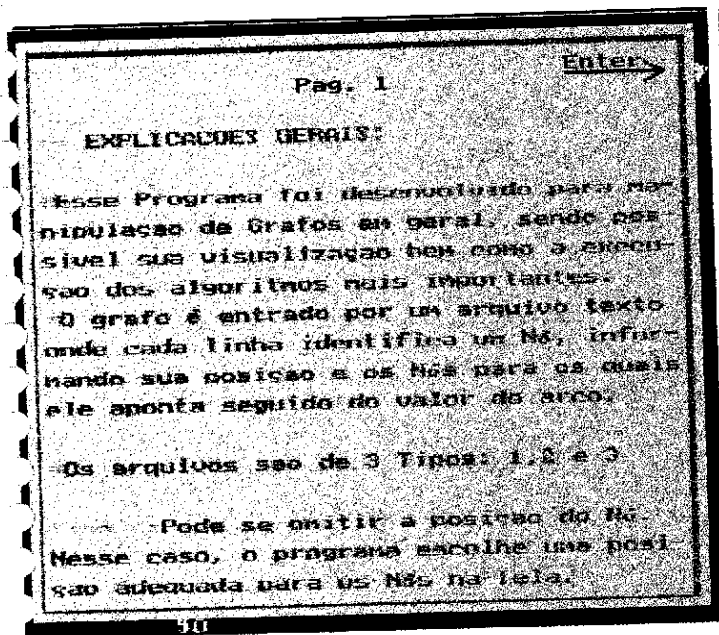 Enter
Pag. 1
EXPLICACOES GERAIS:
Esse Programa foi desenvolvido para ma-
nipulaçao de Grafos em geral, sendo pos-
sivel sua visualizaçao bem como a execu-
çao dos algoritmos mais importantes.
O grafo é entrado por um arquivo texto
onde cada linha identifica um Nó, infor-
mando sua posiçao e os Nós para os quais
ele aponta seguido do valor do arco.
Os arquivos sao de 3 Tipos: 1,2 e 3
Pode se omitir a posiçao do Nó.
Nesse caso, o programa escolhe uma posi-
çao adequada para os Nós na tela.